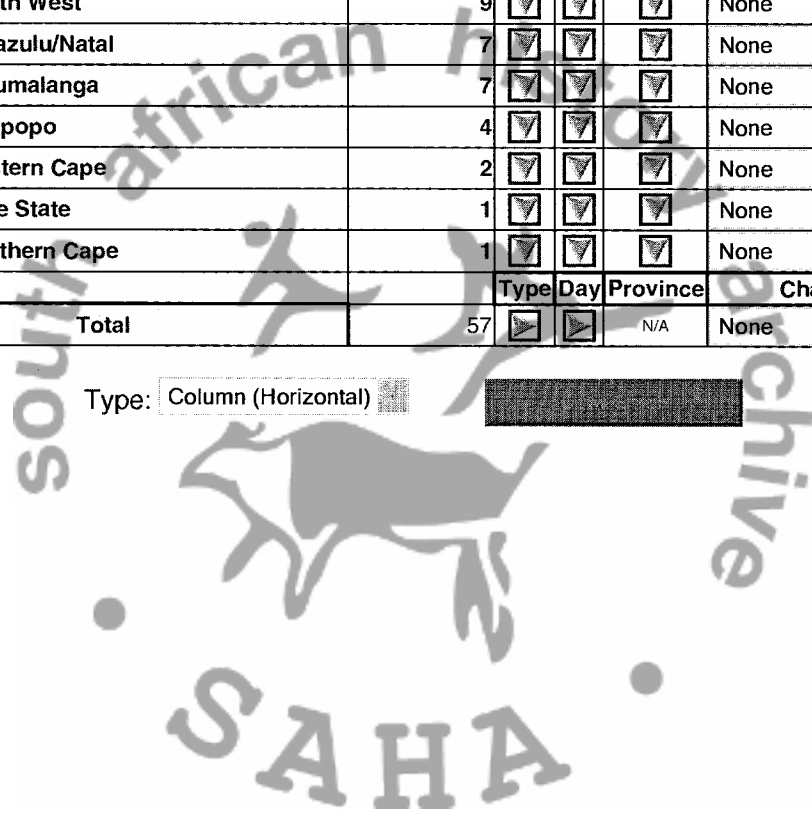 th West 9 None
azulu/Natal 7 None
umalanga 7 None
popo 4 None
tern Cape 2 None
e State 1 None
thern Cape 1 None
Type Day Province Cha
Total 57 N/A None
Type: Column (Horizontal)
south african history archive
SAHA